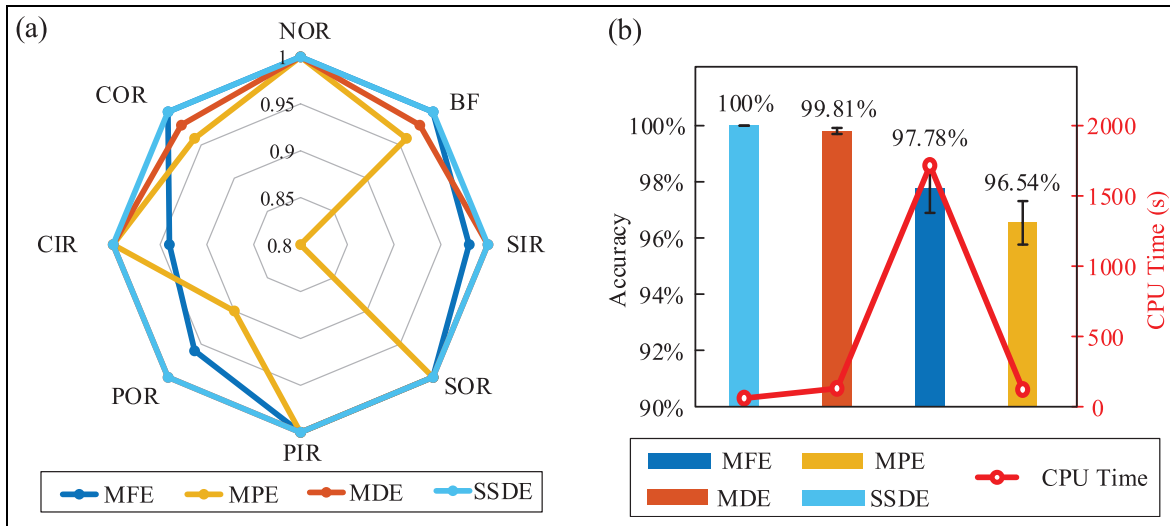 (a)
NOR
1
COR
BF
0.95
0.9
0.85
CIR
0.8
SIR
POR
SOR
PIR
MFE
MPE
MDE
SSDE
(b)
100%
99.81%
97.78%
96.54%
100%
98%
96%
94%
92%
90%
Accuracy
2000
1500
1000
500
0
CPU Time (s)
MFE
MPE
MDE
SSDE
CPU Time